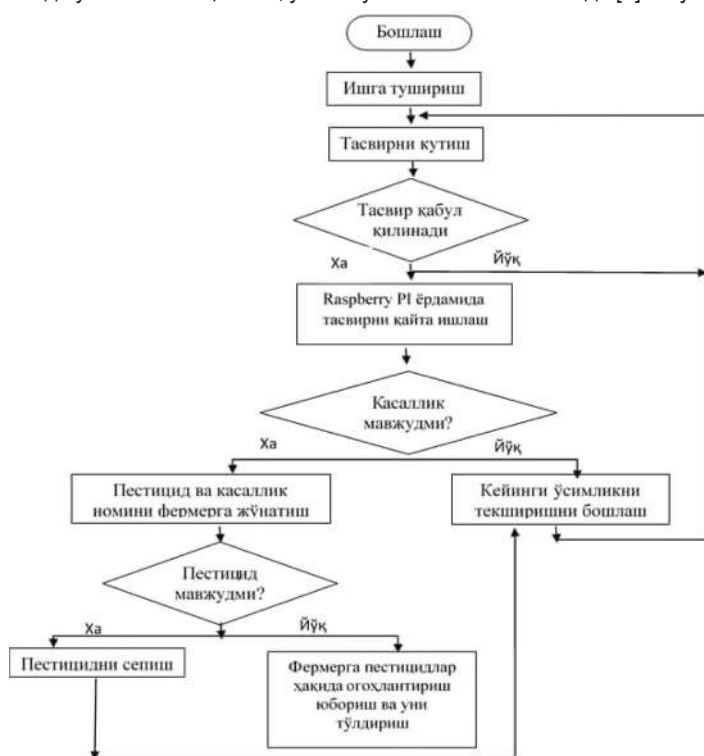 Бошлаш
Ишга тушириш
Тасвирни кутиш
Тасвир қабул
қилинади
Ха
Йўқ
Raspberry PI ёрдамида
тасвирни қайта ишлаш
Касаллик
мавжудми?
Ха
Йўқ
Пестицид ва касаллик
номини фермерга жўнатиш
Кейинги ўсимликни
текширишни бошлаш
Пестицид
мавжудми?
Ха
Йўқ
Пестицидни сепиш
Фермерга пестицидлар
ҳақида огоҳлантириш
юбориш ва уни
тўлдириш